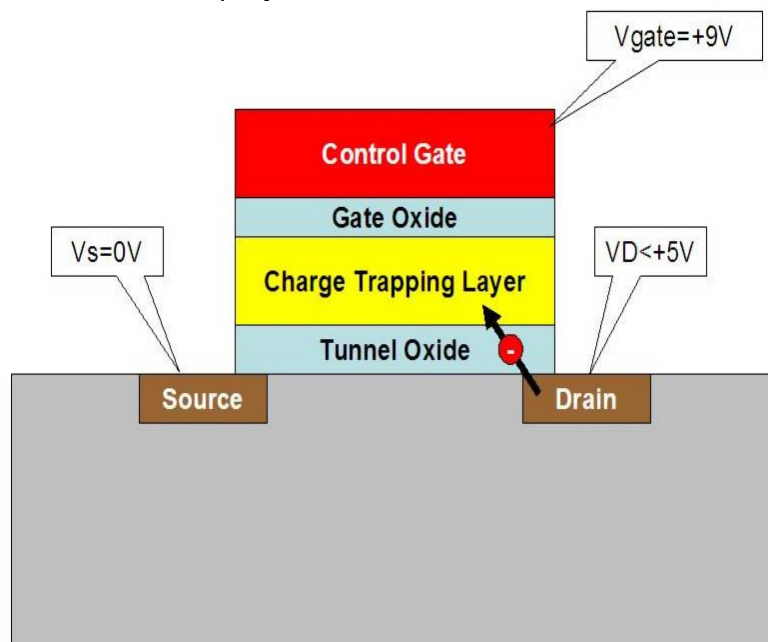 Vgate=+9V
Control Gate
Gate Oxide
Vs=0V
VD<+5V
Charge Trapping Layer
Tunnel Oxide
-
Source
Drain